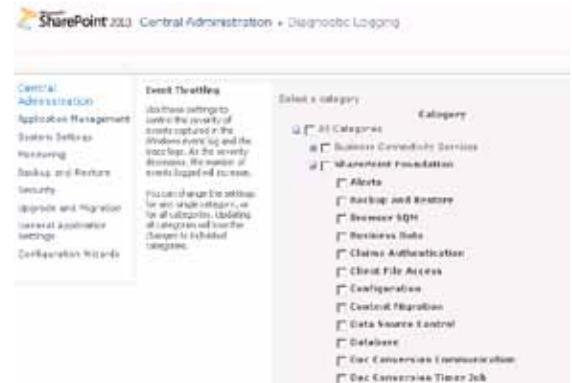 SharePoint 2010 Central Administration ▸ Diagnostic Logging
Central
Administration
Application Management
System Settings
Monitoring
Backup and Restore
Security
Upgrade and Migration
General Application
Settings
Configuration Wizards
Event Throttling
Use these settings to
control the severity of
events captured in the
Windows event log and the
trace logs. As the severity
decreases, the number of
events logged will increase.
You can change the settings
for any single category, or
for all categories. Updating
all categories will lose the
changes to individual
categories.
Select a category
Category
All Categories
Business Connectivity Services
SharePoint Foundation
Alerts
Backup and Restore
Browser SQM
Business Data
Claims Authentication
Client File Access
Configuration
Content Migration
Data Source Control
Database
Doc Conversion Communication
Doc Conversion Timer Job